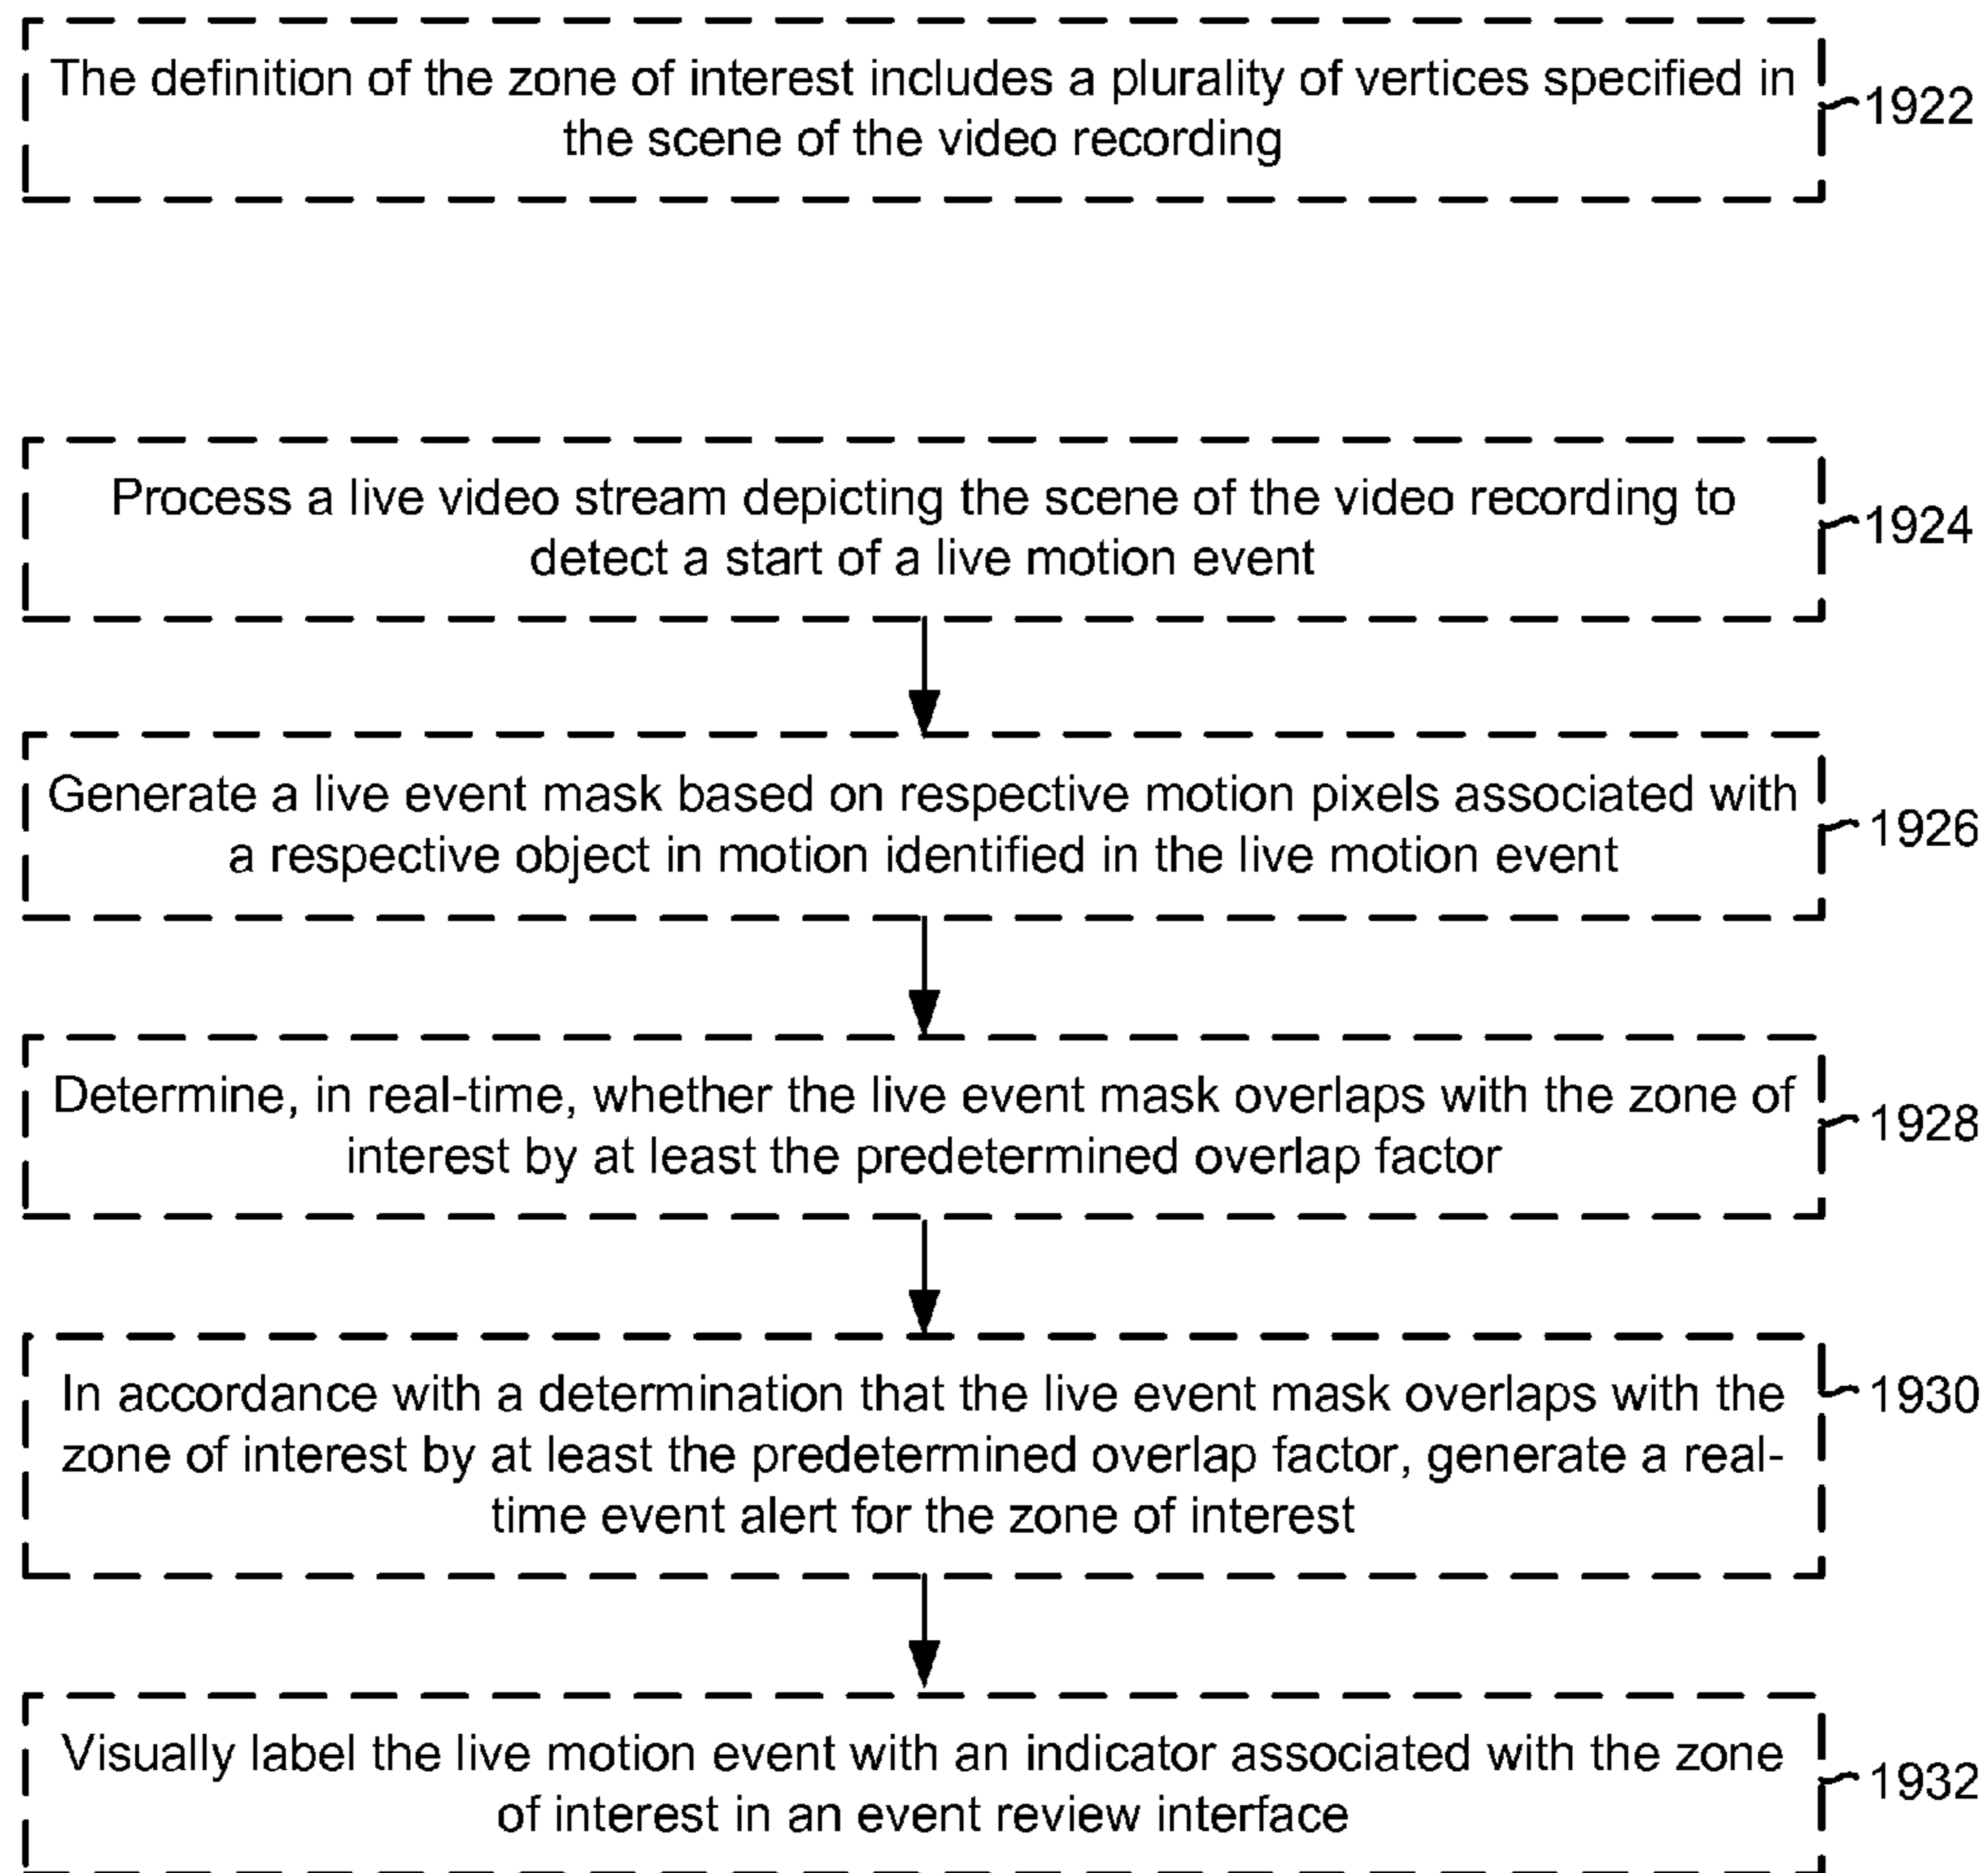 The definition of the zone of interest includes a plurality of vertices specified in
the scene of the video recording
1922
Process a live video stream depicting the scene of the video recording to
detect a start of a live motion event
1924
Generate a live event mask based on respective motion pixels associated with
a respective object in motion identified in the live motion event
1926
Determine, in real-time, whether the live event mask overlaps with the zone of
interest by at least the predetermined overlap factor
1928
In accordance with a determination that the live event mask overlaps with the
zone of interest by at least the predetermined overlap factor, generate a real-
time event alert for the zone of interest
1930
Visually label the live motion event with an indicator associated with the zone
of interest in an event review interface
1932